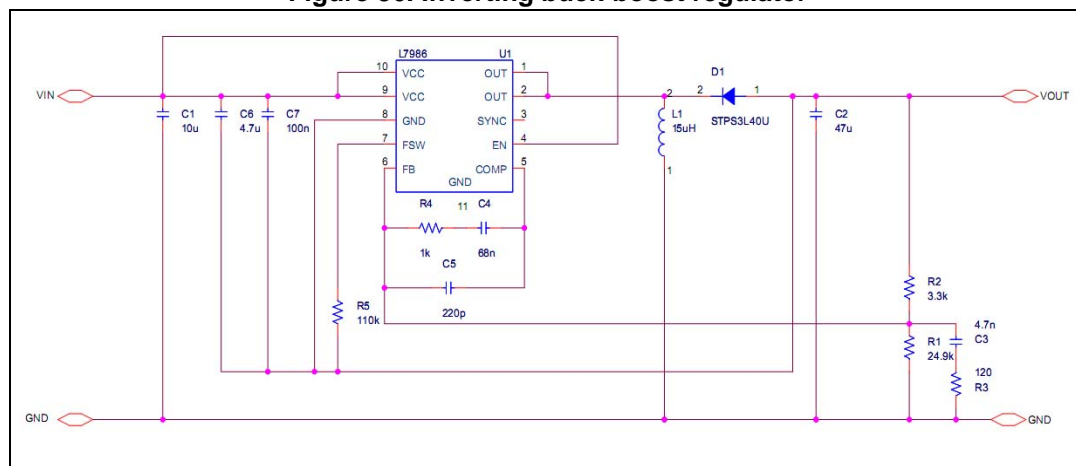 Figure 36. Inverting buck-boost regulator
L7986 U1
10 VCC OUT 1
9 VCC OUT 2
8 GND SYNC 3
7 FSW EN 4
6 FB COMP 5
GND
11
VIN
C1
10u
C6
4.7u
C7
100n
R4
1k
C4
68n
C5
220p
R5
110k
2
L1
15uH
1
D1
2 1
STPS3L40U
C2
47u
VOUT
R2
3.3k
4.7n
C3
R1
24.9k
120
R3
GND
GND